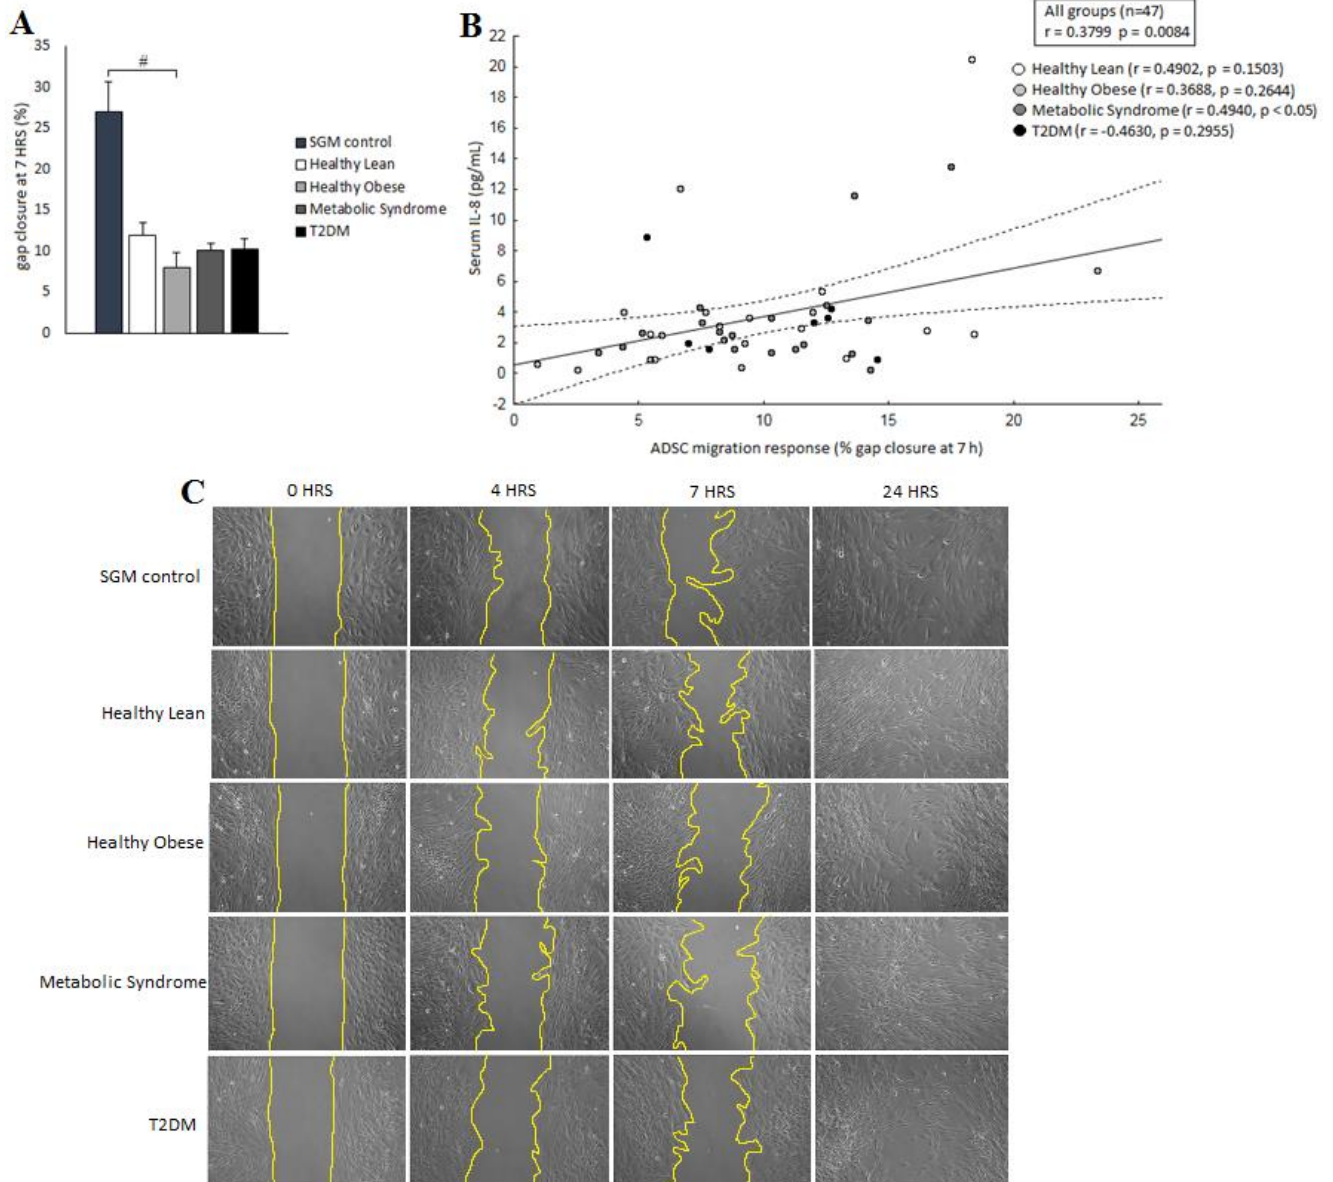 A
35
30
25
20
15
10
5
0
gap closure at 7 HRS (%)
#
SGM control
Healthy Lean
Healthy Obese
Metabolic Syndrome
T2DM
B
22
20
18
16
14
12
10
8
6
4
2
0
-2
Serum IL-8 (pg/mL)
0 5 10 15 20 25
ADSC migration response (% gap closure at 7 h)
All groups (n=47)
r = 0.3799 p = 0.0084
Healthy Lean (r = 0.4902, p = 0.1503)
Healthy Obese (r = 0.3688, p = 0.2644)
Metabolic Syndrome (r = 0.4940, p < 0.05)
T2DM (r = -0.4630, p = 0.2955)
C
0 HRS 4 HRS 7 HRS 24 HRS
SGM control
Healthy Lean
Healthy Obese
Metabolic Syndrome
T2DM